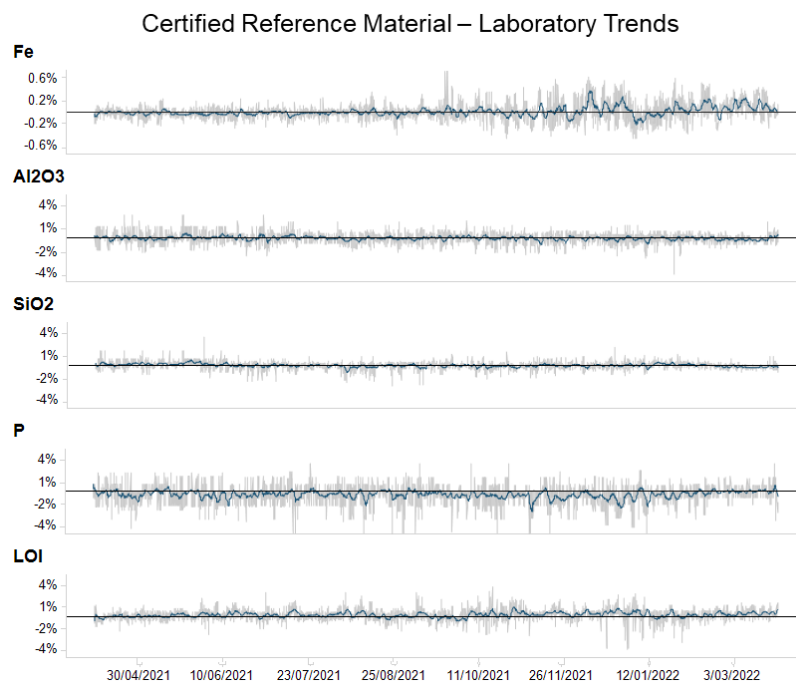 Certified Reference Material – Laboratory Trends
Fe
0.6%
0.2%
-0.2%
-0.6%
Al2O3
4%
1%
-2%
-4%
SiO2
4%
1%
-2%
-4%
P
4%
1%
-2%
-4%
LOI
4%
1%
-2%
-4%
30/04/2021 10/06/2021 23/07/2021 25/08/2021 11/10/2021 26/11/2021 12/01/2022 3/03/2022